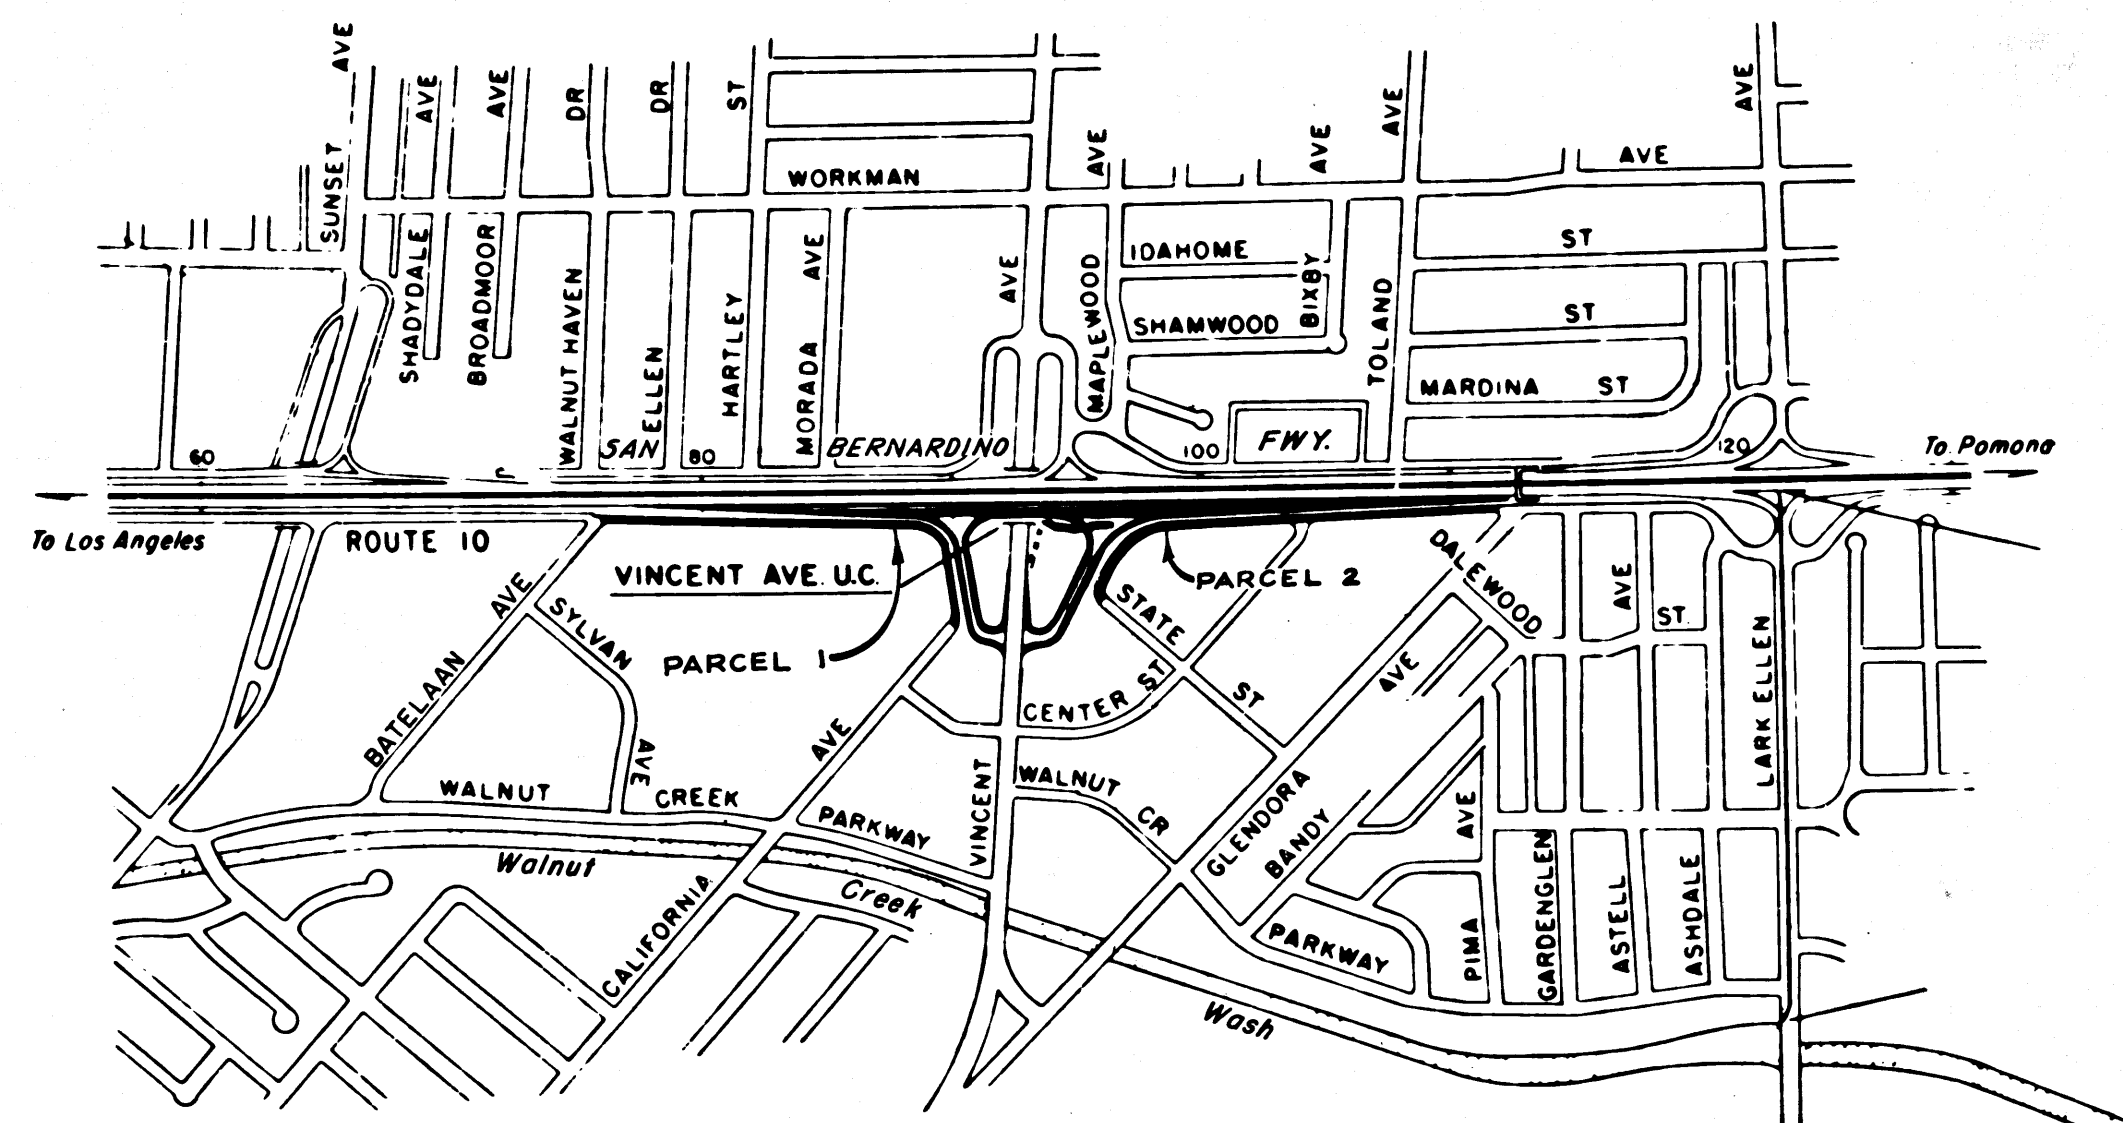 SUNSET AVE
SHADYDALE AVE
BROADMOOR AVE
WALNUT HAVEN DR
ELLEN DR
HARTLEY ST
MORADA AVE
WORKMAN AVE
AVE
MAPLEWOOD AVE
IDAHOME ST
SHAMWOOD ST
BIXBY AVE
TOLAND AVE
MARDINA ST
AVE
60
SAN BERNARDINO FWY.
80
100
120
To Pomona
To Los Angeles
ROUTE 10
VINCENT AVE. U.C.
PARCEL 1
PARCEL 2
BATELAAN AVE
SYLVAN AVE
STATE ST
CENTER ST
DALEWOOD ST.
AVE
LARK ELLEN
WALNUT CREEK PARKWAY
CALIFORNIA AVE
VINCENT
WALNUT CR PARKWAY
GLENDORA AVE
BANDY
PIMA AVE
GARDENGLEN
ASTELL
ASHDALE
Walnut Creek Wash